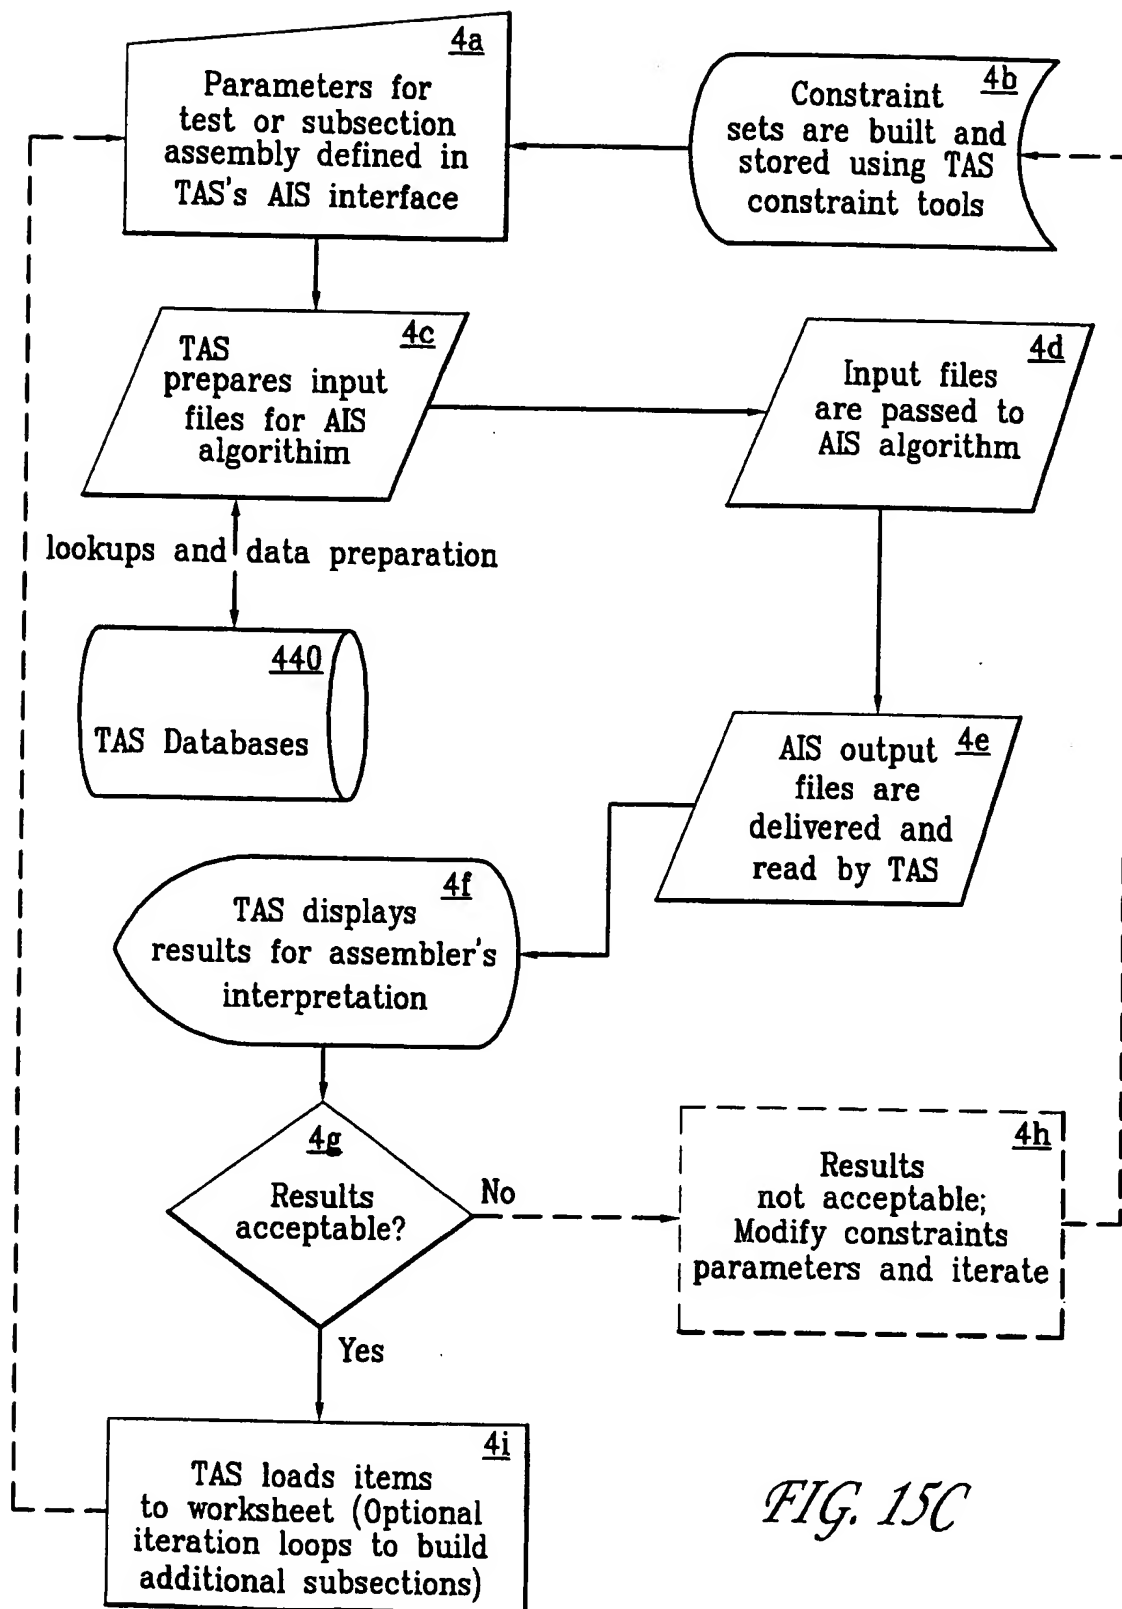 4a
Parameters for
test or subsection
assembly defined in
TAS's AIS interface
4b
Constraint
sets are built and
stored using TAS
constraint tools
4c
TAS
prepares input
files for AIS
algorithim
4d
Input files
are passed to
AIS algorithm
lookups and data preparation
440
TAS Databases
4e
AIS output
files are
delivered and
read by TAS
4f
TAS displays
results for assembler's
interpretation
4g
Results
acceptable?
No
Yes
4h
Results
not acceptable;
Modify constraints
parameters and iterate
4i
TAS loads items
to worksheet (Optional
iteration loops to build
additional subsections)
FIG. 15C